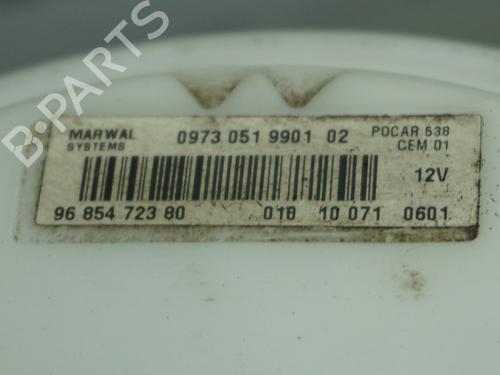 MARWAL
SYSTEMS
0973 051 9901 02
POCAR 538
CEM 01
12V
96 854 723 80
018 10 071 0601
B-PARTS